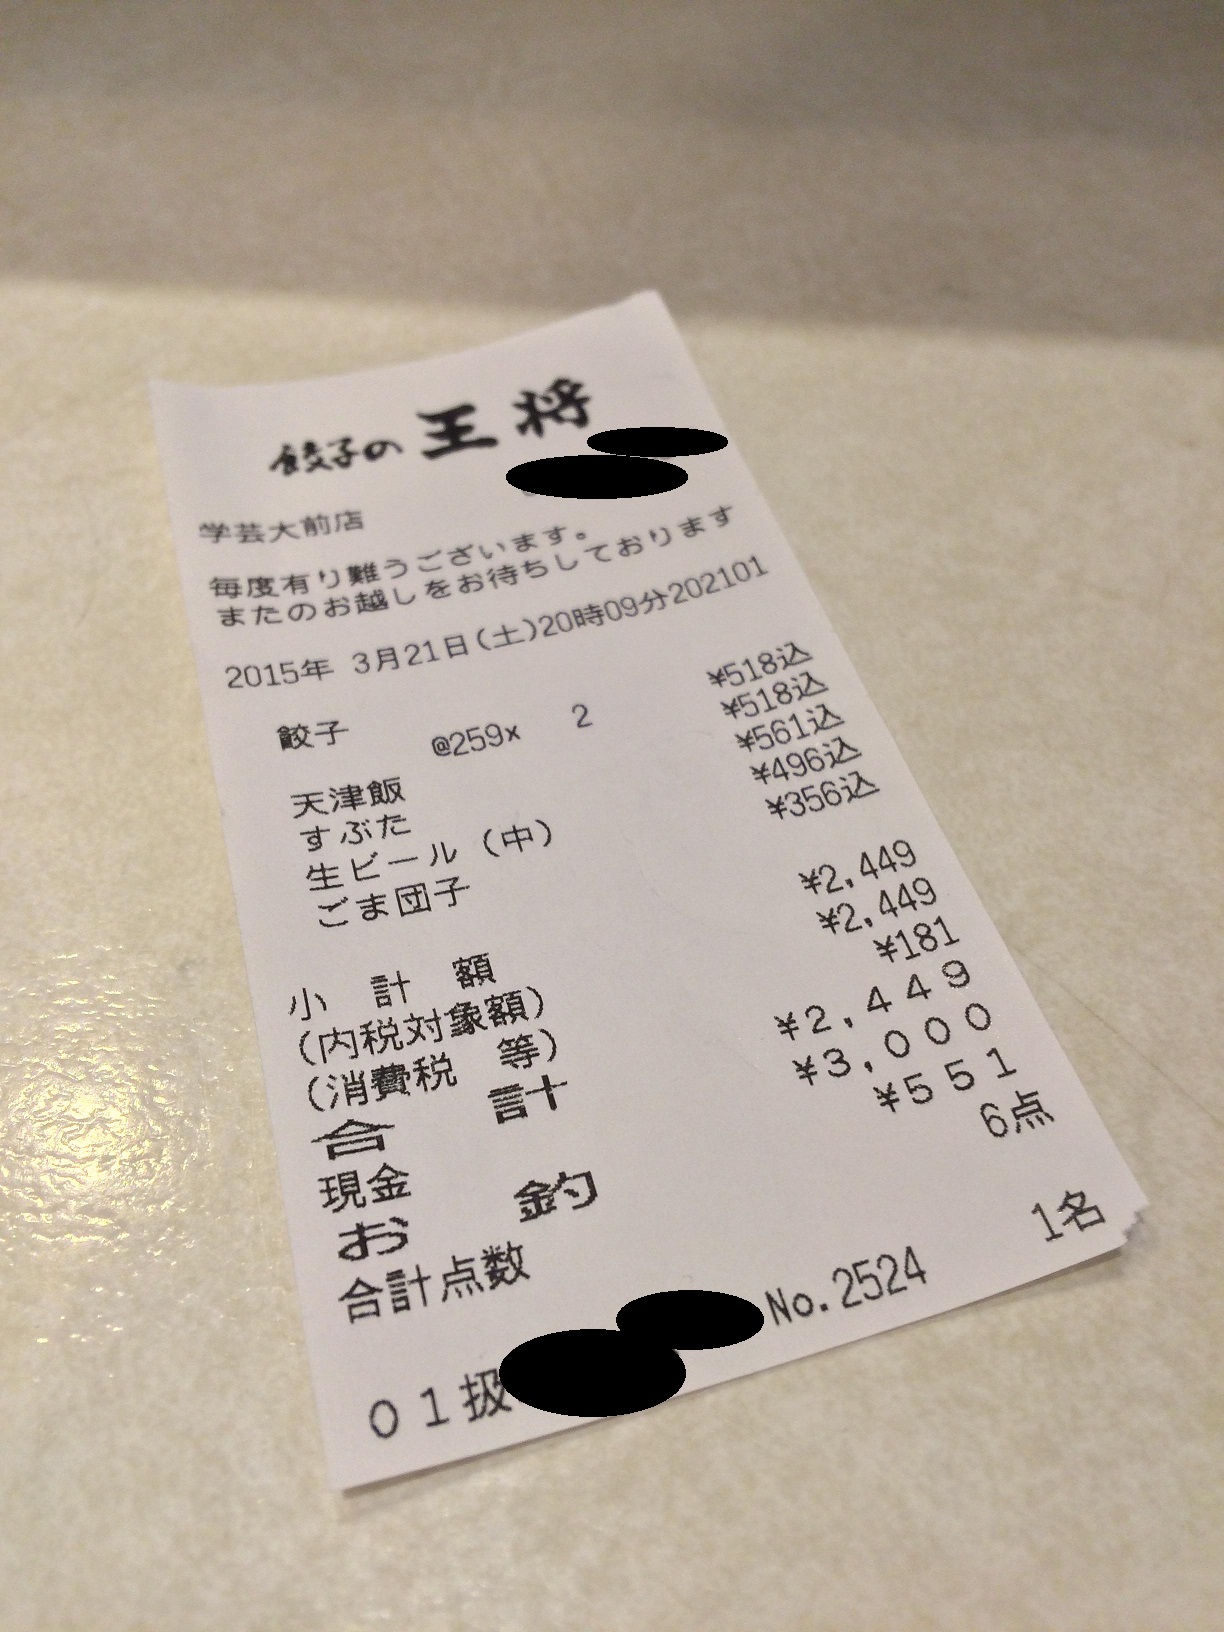 餃子の王将
学芸大前店
毎度有り難うございます。
またのお越しをお待ちしております
2015年 3月21日(土)20時09分202101
餃子
@259x 2 ¥518込
天津飯 ¥518込
すぶた ¥561込
生ビール(中) ¥496込
ごま団子 ¥356込
小計額 ¥2,449
(内税対象額) ¥2,449
(消費税 等) ¥181
合計 ¥2,449
現金 ¥3,000
お釣 ¥551
合計点数 6点
1名
01扱 No.2524